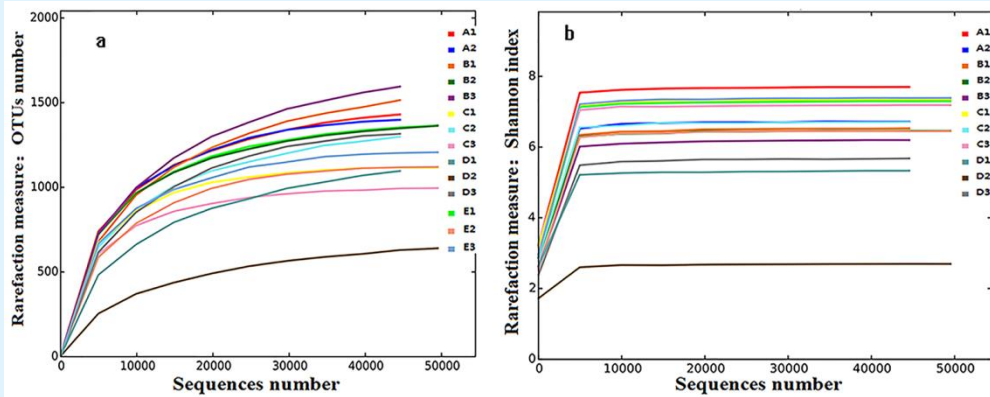 a
Rarefaction measure: OTUs number
2000
1500
1000
500
0
0 10000 20000 30000 40000 50000
Sequences number
A1
A2
B1
B2
B3
C1
C2
C3
D1
D2
D3
E1
E2
E3
b
Rarefaction measure: Shannon index
8
6
4
2
0
0 10000 20000 30000 40000 50000
Sequences number
A1
A2
B1
B2
B3
C1
C2
C3
D1
D2
D3